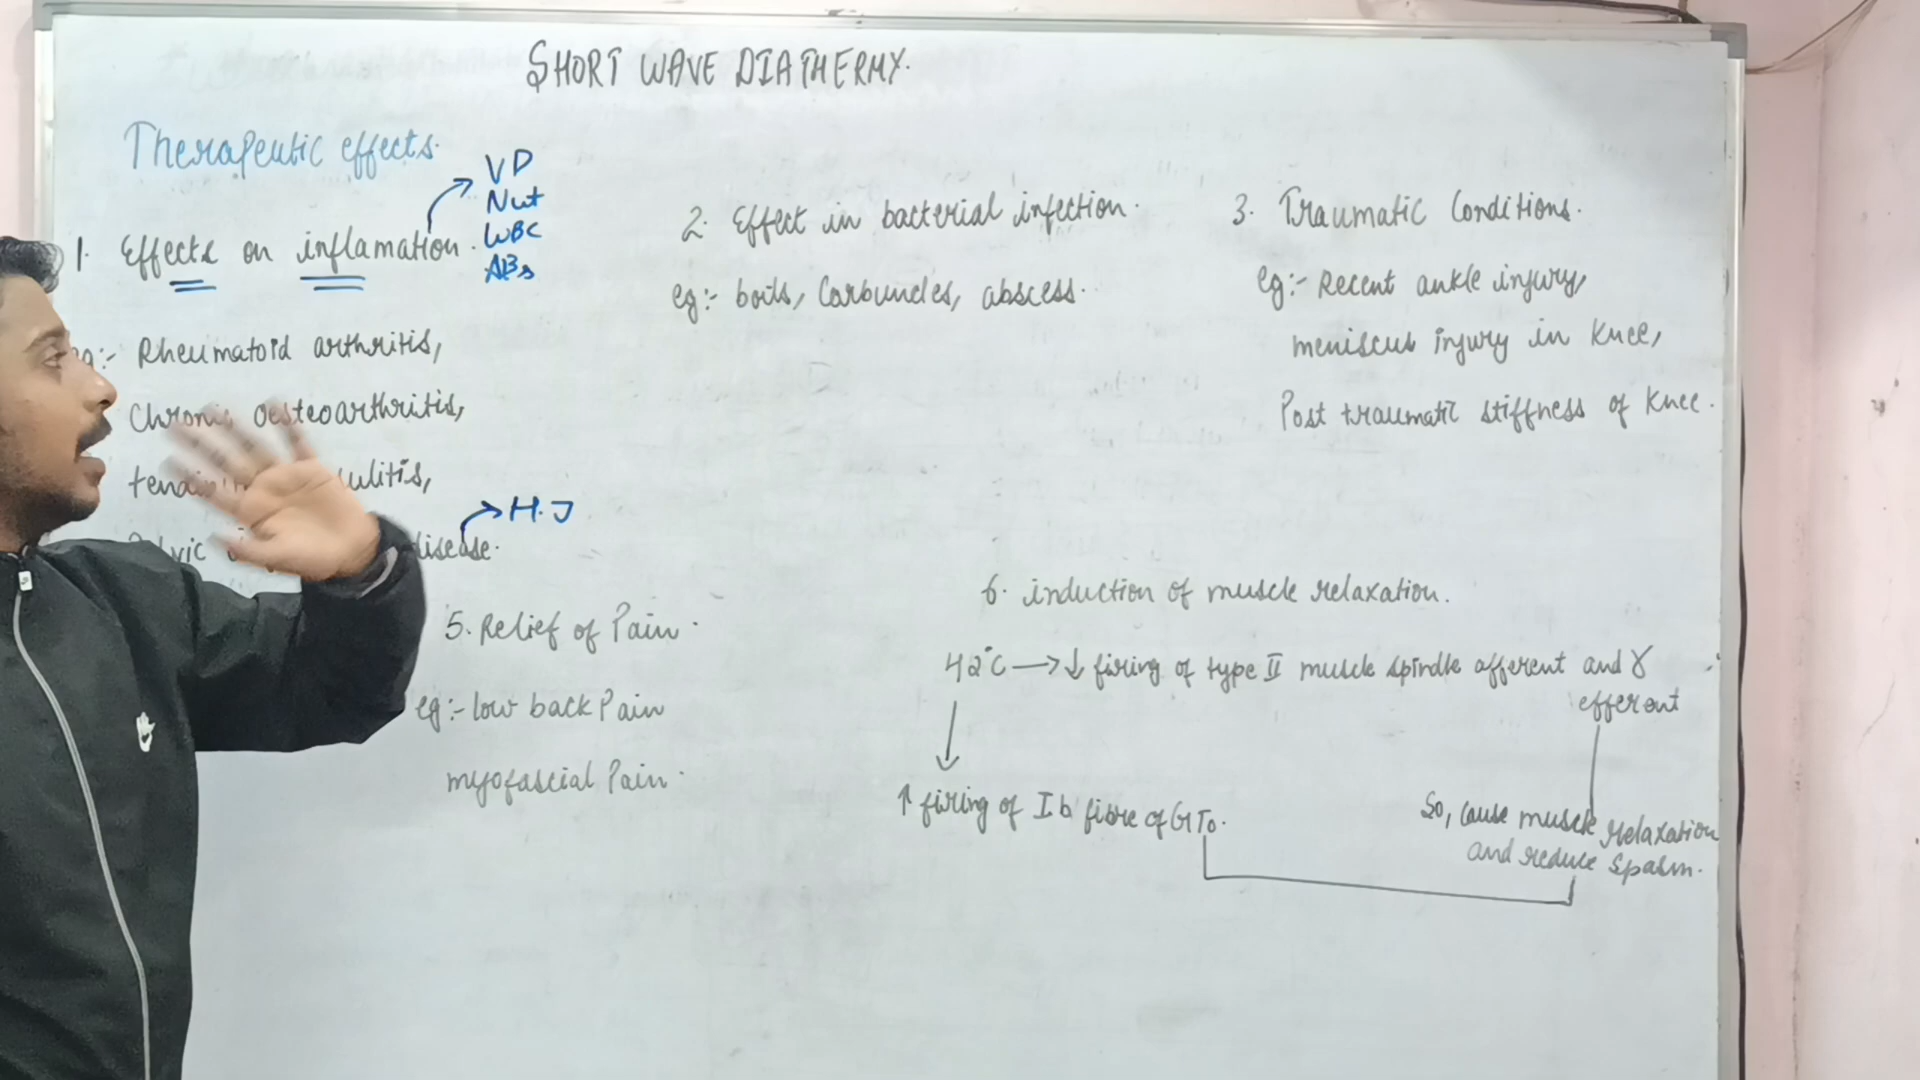 SHORT WAVE DIATHERMY.
Therapeutic effects.
VD
Nut
WBC
ABs
1. Effects on inflamation.
Rheumatoid arthritis,
Chronic oesteoarthritis,
disease.
H.J
2. Effect in bacterial infection.
eg:- boils, Carbuncles, abscess.
3. Traumatic Conditions.
eg:- Recent ankle injury,
meniscus injury in Knee,
Post traumatic stiffness of Knee.
5. Relief of Pain.
eg:- low back Pain
myofascial Pain.
6. induction of muscle relaxation.
42°C → ↓ firing of type II muscle spindle afferent and γ
efferent
↑ firing of Ib fibre of GTO.
So, cause muscle relaxation
and reduce spasm.